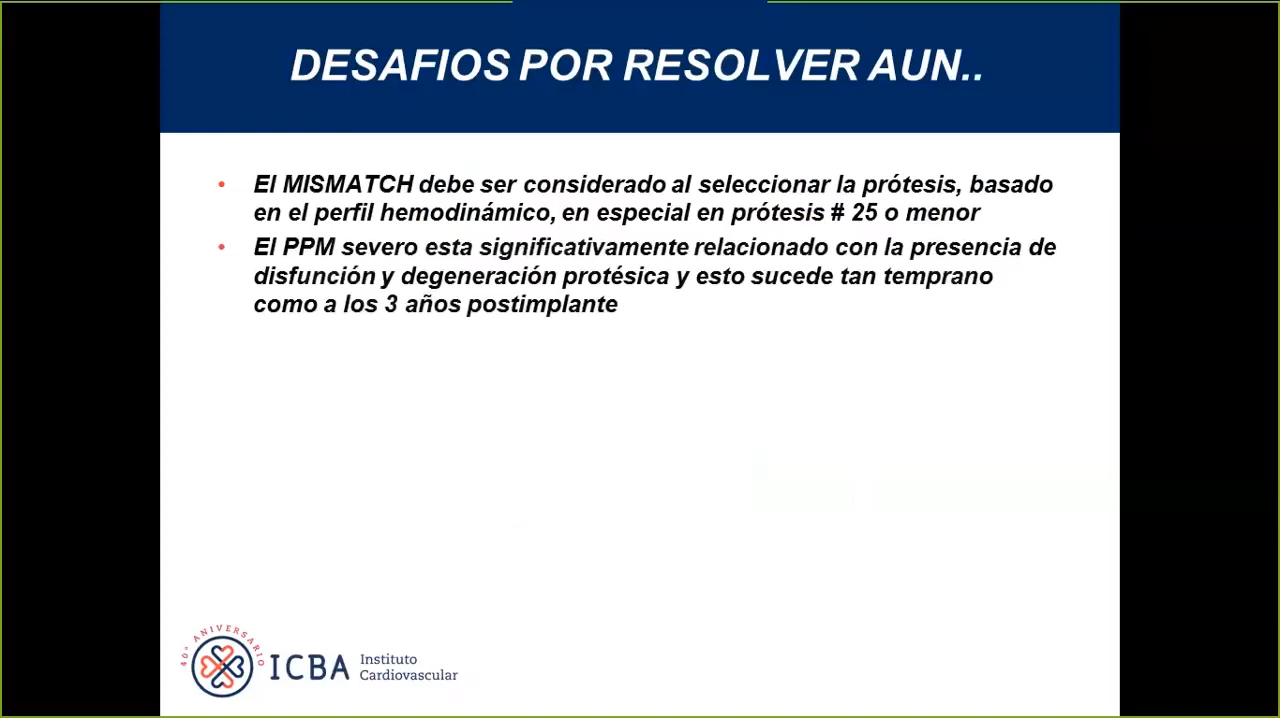 DESAFIOS POR RESOLVER AUN..
• El MISMATCH debe ser considerado al seleccionar la prótesis, basado
en el perfil hemodinámico, en especial en prótesis # 25 o menor
• El PPM severo esta significativamente relacionado con la presencia de
disfunción y degeneración protésica y esto sucede tan temprano
como a los 3 años postimplante
40º ANIVERSARIO
ICBA
Instituto
Cardiovascular